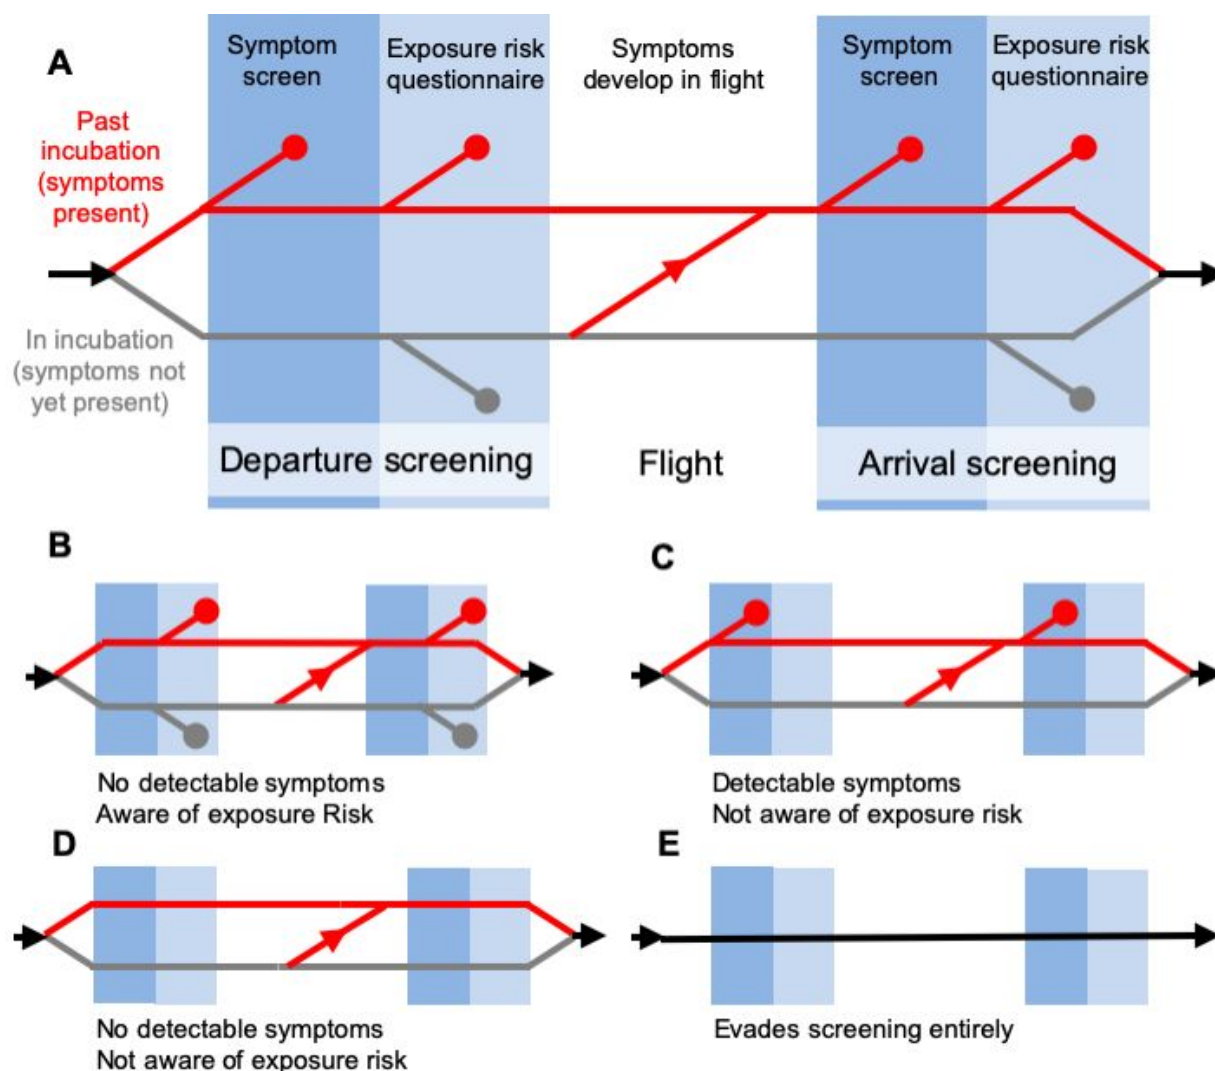 A
Symptom
screen
Exposure risk
questionnaire
Symptoms
develop in flight
Symptom
screen
Exposure risk
questionnaire
Past
incubation
(symptoms
present)
In incubation
(symptoms not
yet present)
Departure screening
Flight
Arrival screening
B
No detectable symptoms
Aware of exposure Risk
C
Detectable symptoms
Not aware of exposure risk
D
No detectable symptoms
Not aware of exposure risk
E
Evades screening entirely